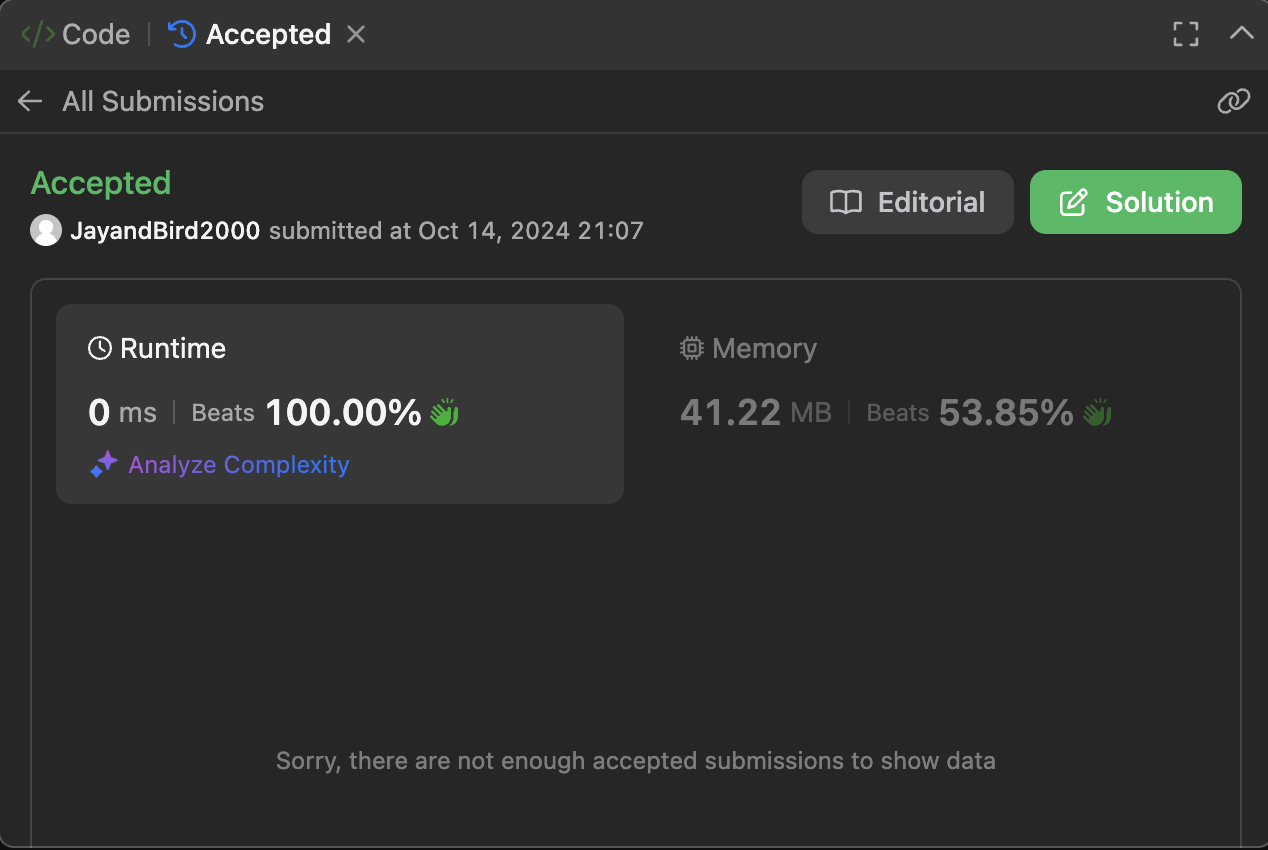 </> Code | Accepted
All Submissions
Accepted
Editorial
Solution
JayandBird2000 submitted at Oct 14, 2024 21:07
Runtime
0 ms | Beats 100.00%
Analyze Complexity
Memory
41.22 MB | Beats 53.85%
Sorry, there are not enough accepted submissions to show data